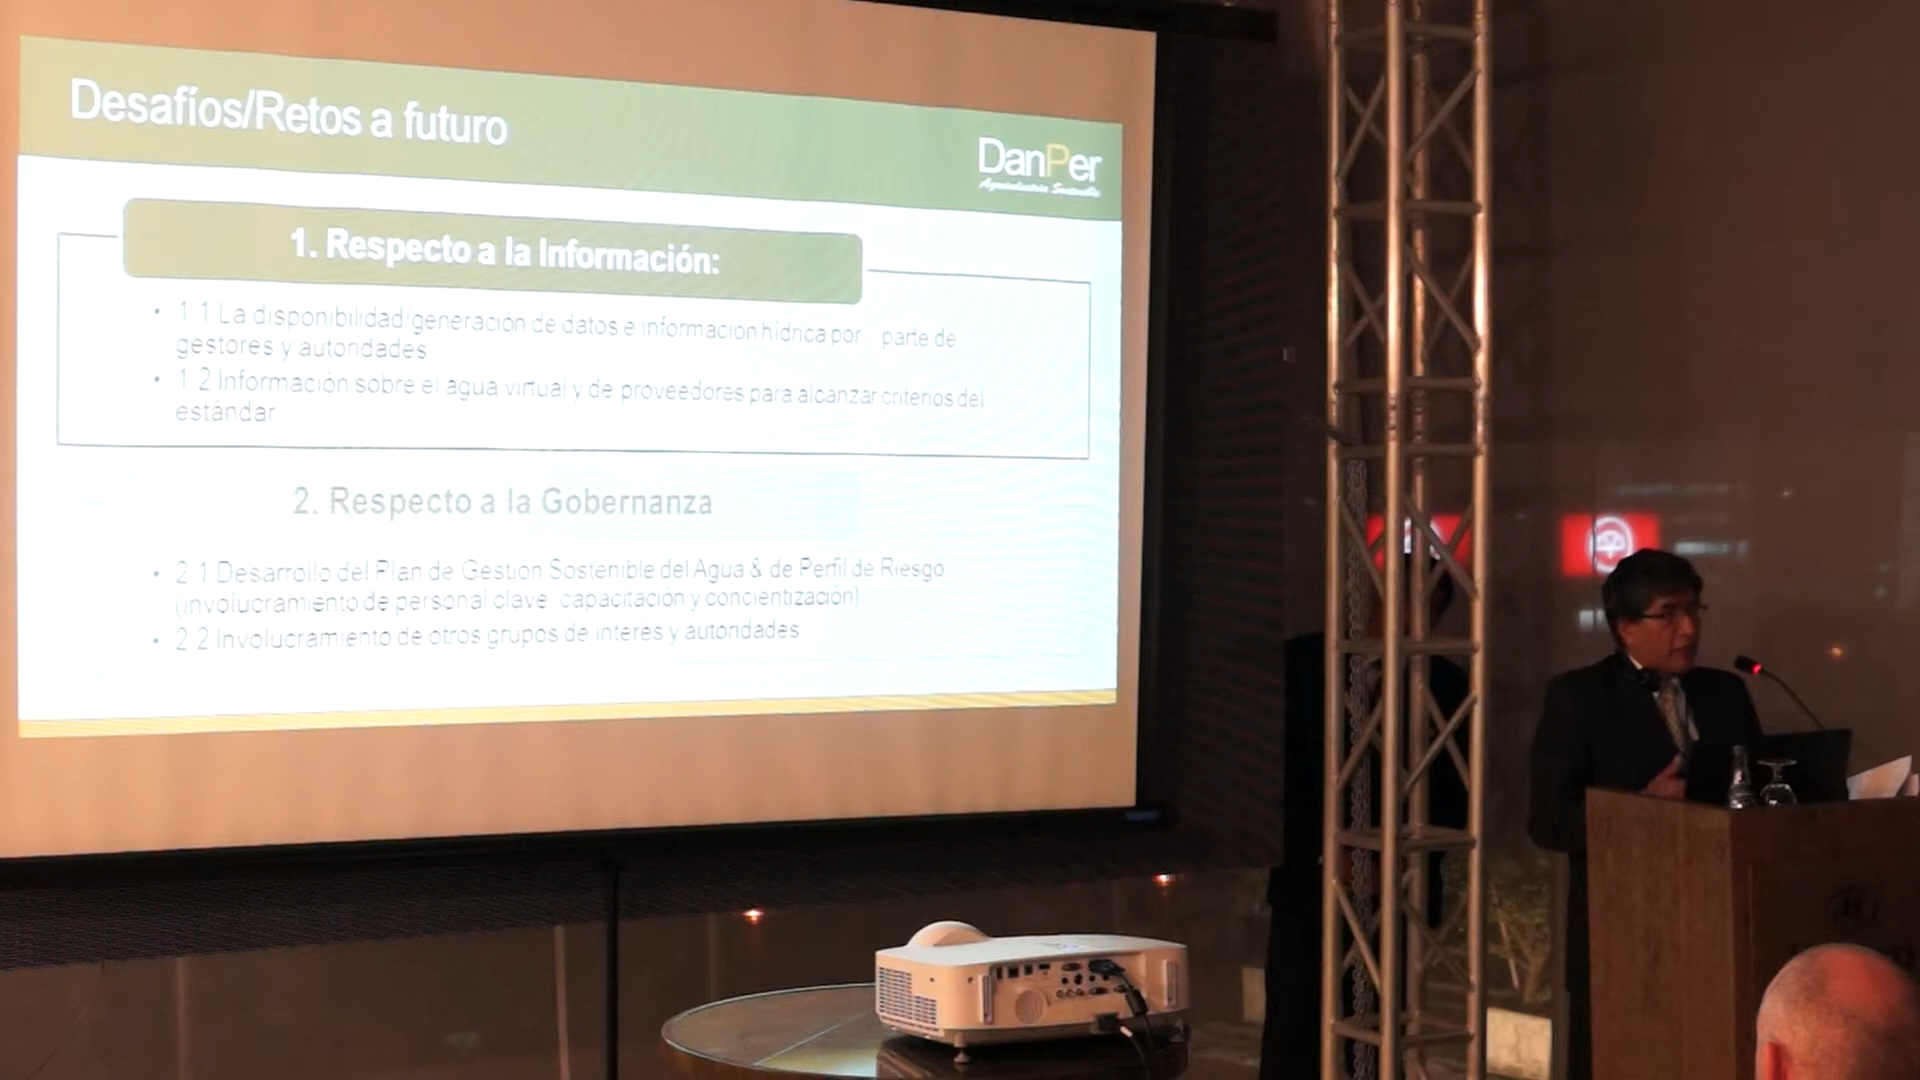 Desafíos/Retos a futuro
DanPer
Agroindustria Sostenible
1. Respecto a la Información:
• 1.1 La disponibilidad/generación de datos e información hídrica por parte de
gestores y autoridades
• 1.2 Información sobre el agua virtual y de proveedores para alcanzar criterios del
estándar
2. Respecto a la Gobernanza
• 2.1 Desarrollo del Plan de Gestión Sostenible del Agua & de Perfil de Riesgo
(involucramiento de personal clave, capacitación y concientización)
• 2.2 Involucramiento de otros grupos de interés y autoridades